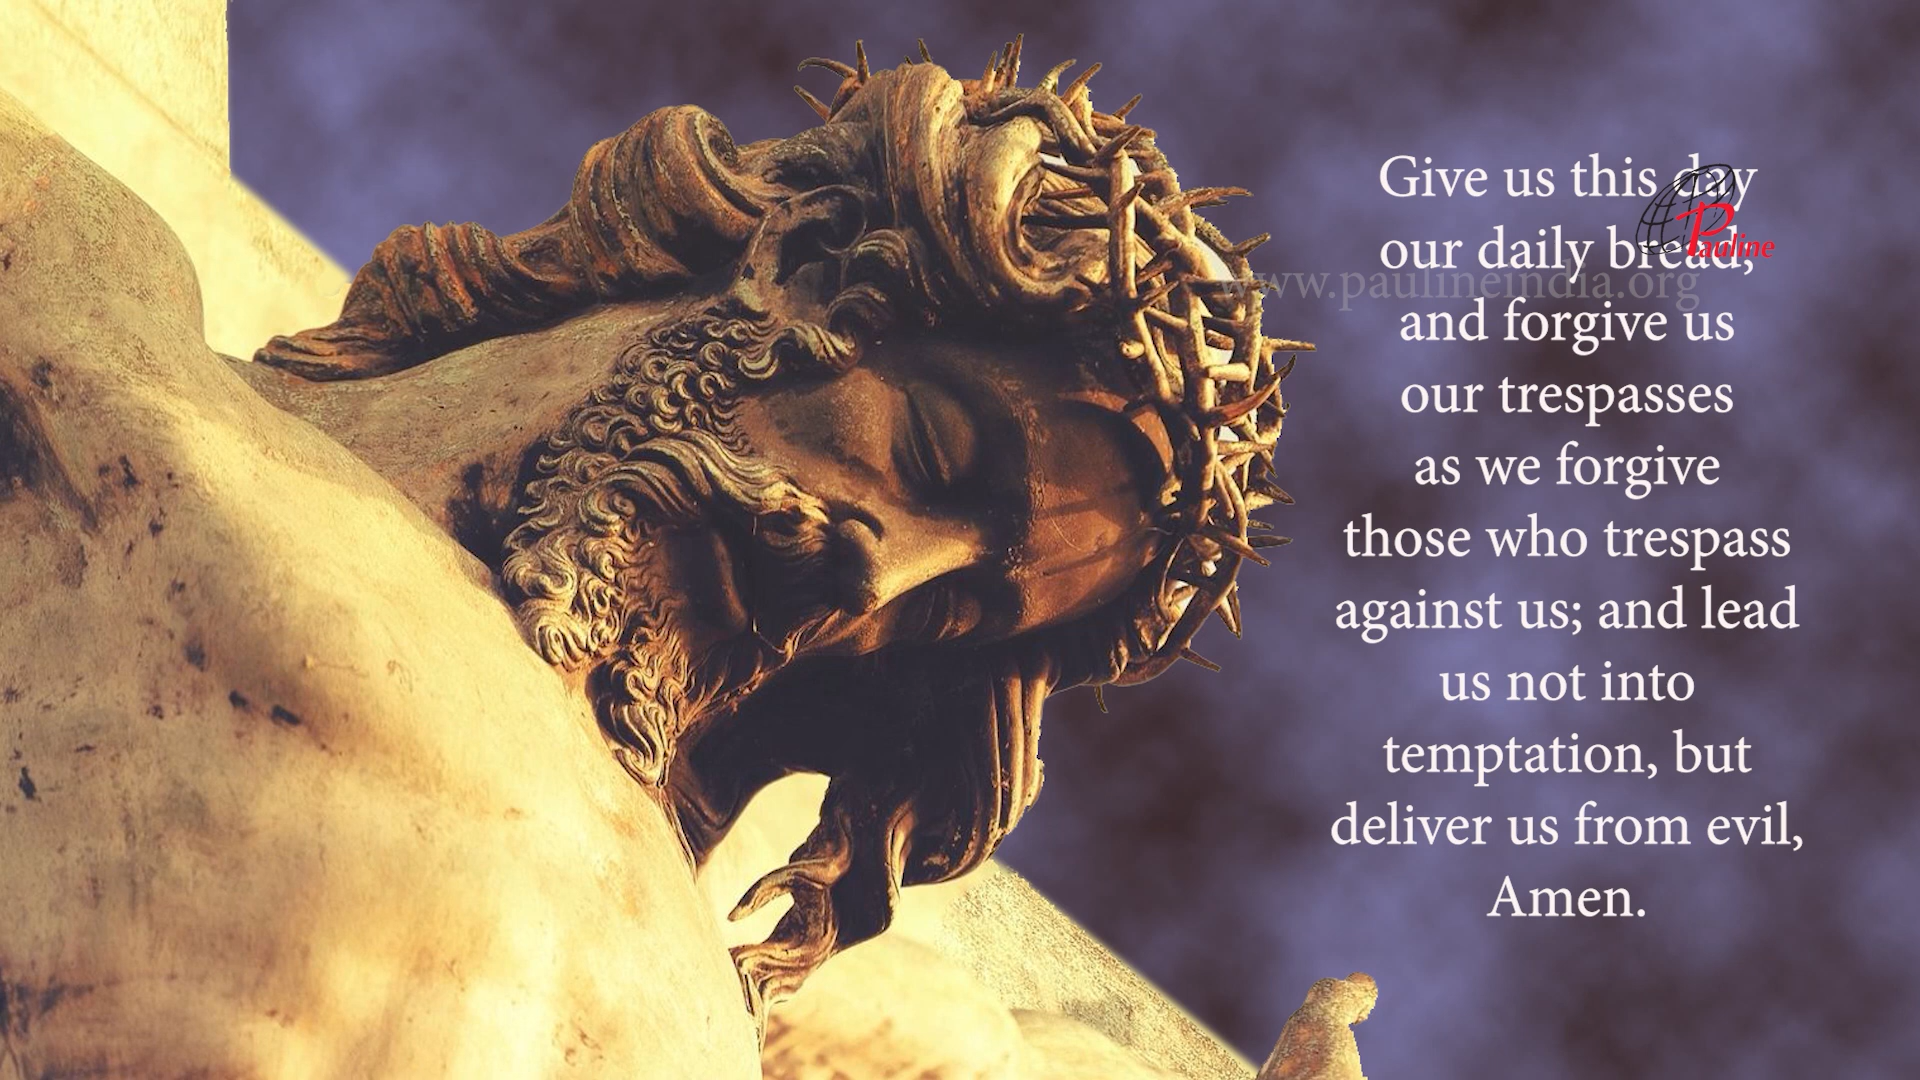 Give us this day
our daily bread,
Pauline
www.paulineindia.org
and forgive us
our trespasses
as we forgive
those who trespass
against us; and lead
us not into
temptation, but
deliver us from evil,
Amen.